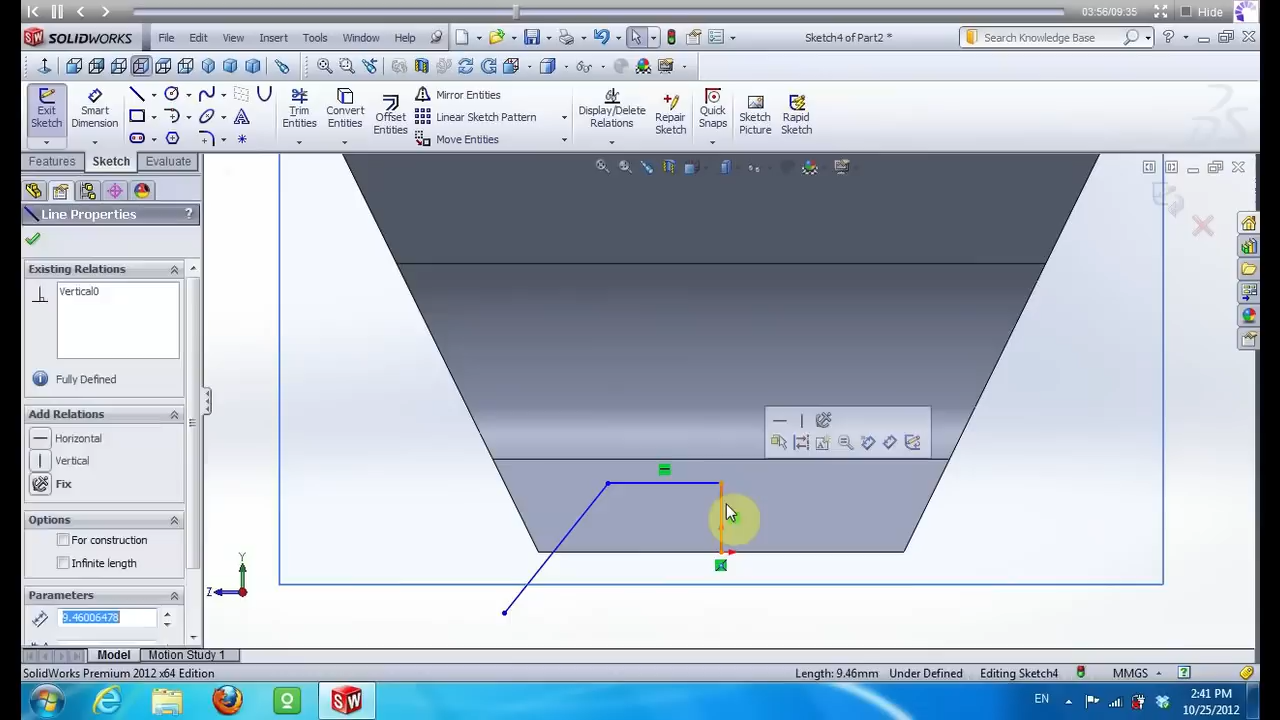 03:56/09:35
Hide
SOLIDWORKS
File Edit View Insert Tools Window Help
Sketch4 of Part2 *
Search Knowledge Base
Exit Sketch
Smart Dimension
Trim Entities
Convert Entities
Offset Entities
Mirror Entities
Linear Sketch Pattern
Move Entities
Display/Delete Relations
Repair Sketch
Quick Snaps
Sketch Picture
Rapid Sketch
Features Sketch Evaluate
Line Properties ?
Existing Relations
Vertical0
Fully Defined
Add Relations
Horizontal
Vertical
Fix
Options
For construction
Infinite length
Parameters
9.46006478
Y
Z
Model Motion Study 1
SolidWorks Premium 2012 x64 Edition
Length: 9.46mm Under Defined Editing Sketch4 MMGS
EN
2:41 PM
10/25/2012